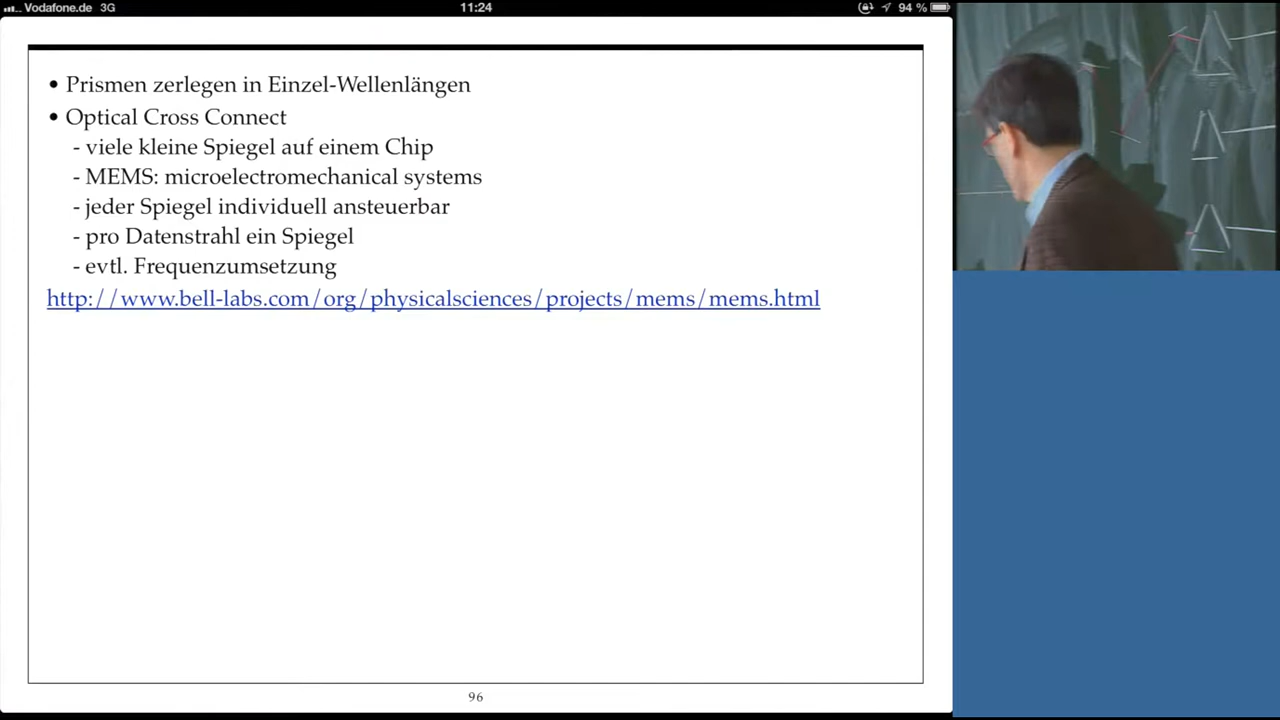 Vodafone.de 3G 11:24 94 %
• Prismen zerlegen in Einzel-Wellenlängen
• Optical Cross Connect
- viele kleine Spiegel auf einem Chip
- MEMS: microelectromechanical systems
- jeder Spiegel individuell ansteuerbar
- pro Datenstrahl ein Spiegel
- evtl. Frequenzumsetzung
http://www.bell-labs.com/org/physicalsciences/projects/mems/mems.html
96